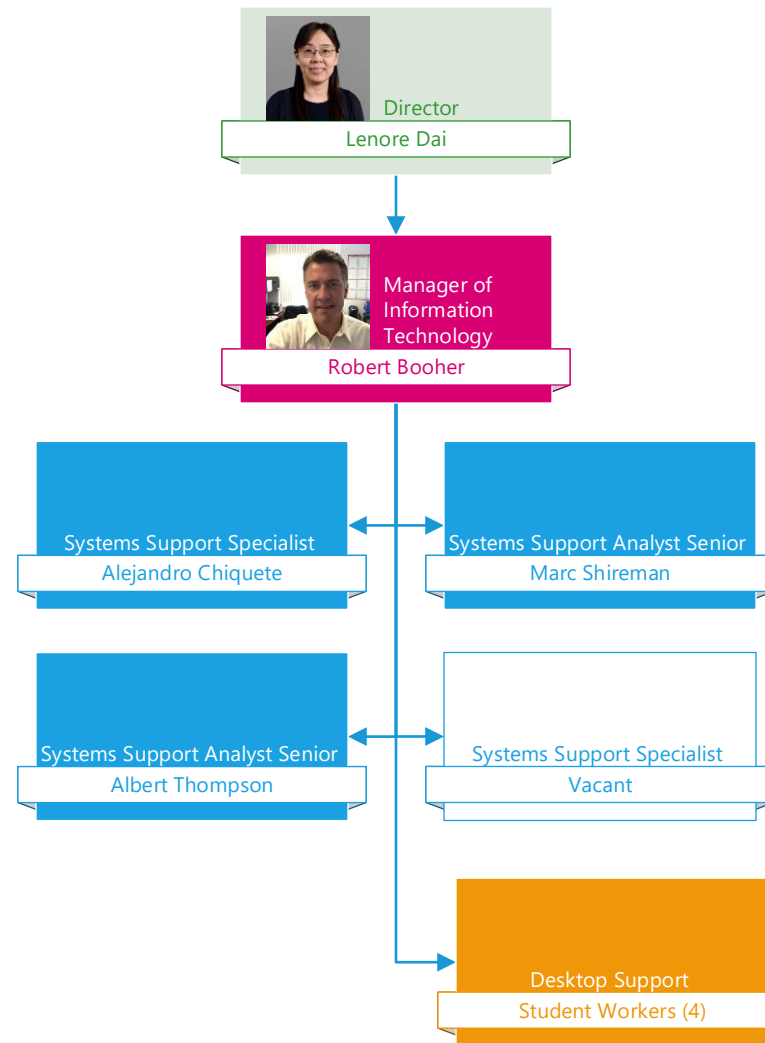 Director
Lenore Dai
Manager of
Information
Technology
Robert Booher
Systems Support Specialist
Alejandro Chiquete
Systems Support Analyst Senior
Marc Shireman
Systems Support Analyst Senior
Albert Thompson
Systems Support Specialist
Vacant
Desktop Support
Student Workers (4)